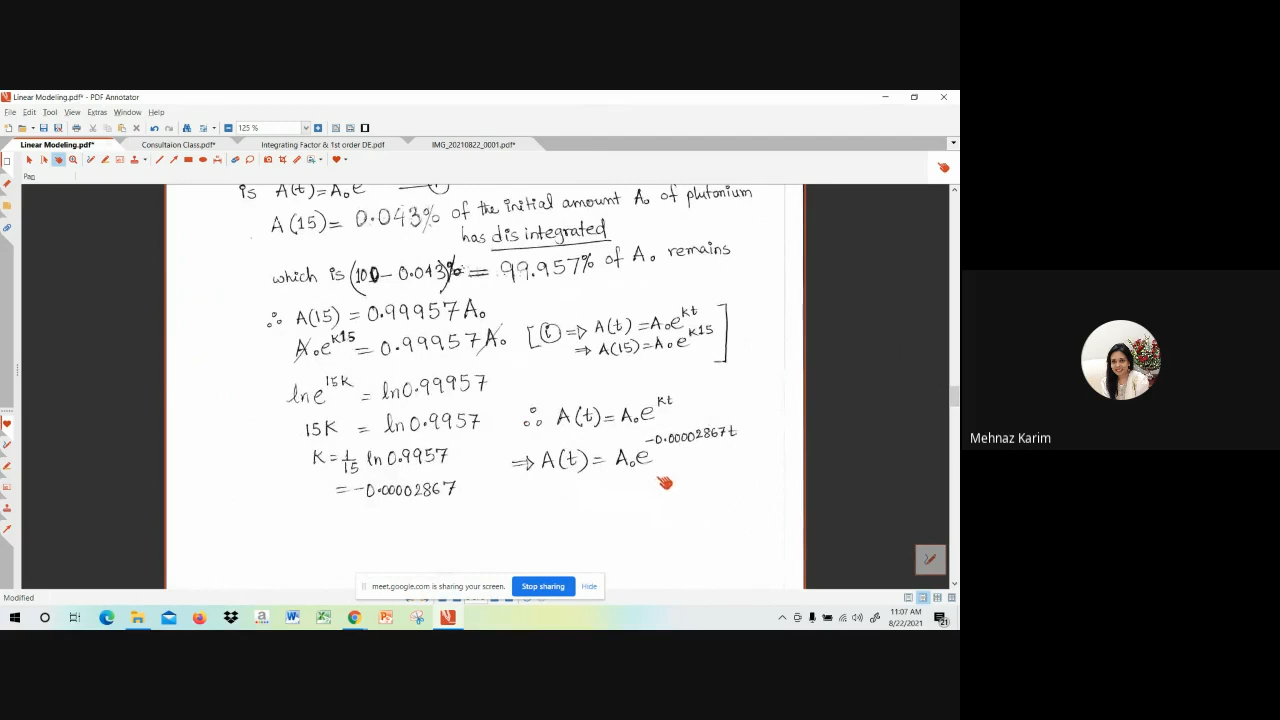 Linear Modeling.pdf* - PDF Annotator
File Edit Tool View Extras Window Help
125 %
Linear Modeling.pdf* Consultaion Class.pdf* Integrating Factor & 1st order DE.pdf IMG_20210822_0001.pdf*
Pan
is A(t)=A₀e
A(15) = 0.043% of the initial amount A₀ of plutonium
has disintegrated
which is (100 - 0.043)% = 99.957% of A₀ remains
∴ A(15) = 0.99957A₀
A₀e^{k15} = 0.99957A₀ [① ⇒ A(t) = A₀e^{kt}
⇒ A(15) = A₀e^{k15}]
ln e^{15k} = ln 0.99957
15K = ln 0.9957
K = 1/15 ln 0.9957
= -0.00002867
∴ A(t) = A₀e^{kt}
⇒ A(t) = A₀e^{-0.00002867t}
meet.google.com is sharing your screen. Stop sharing Hide
Modified
11:07 AM
8/22/2021
21
Mehnaz Karim